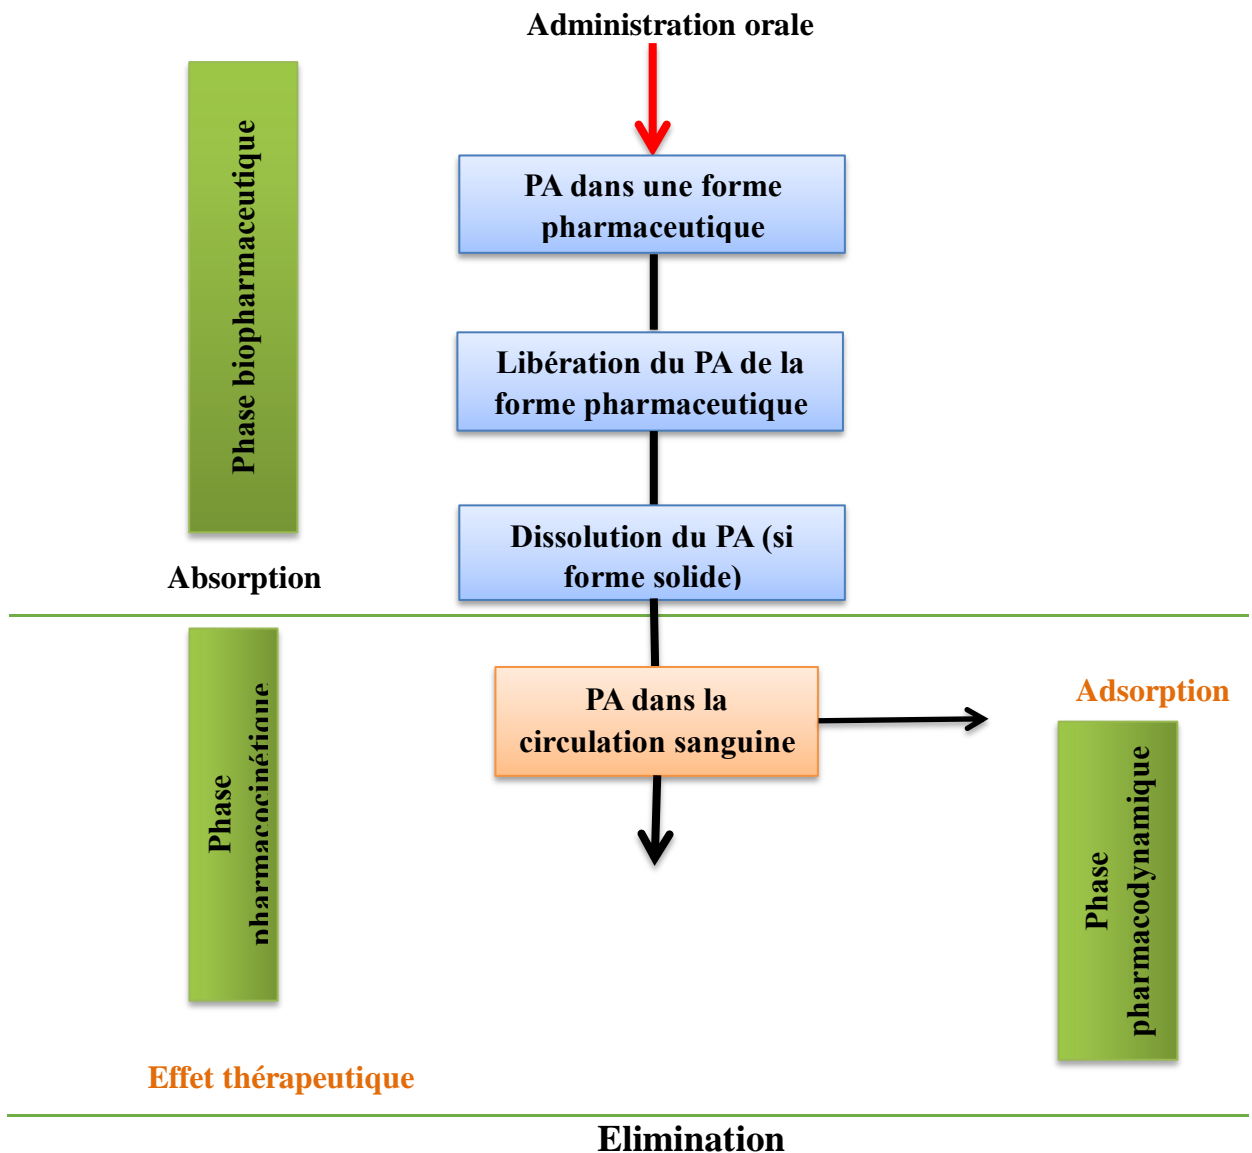 Administration orale
Phase biopharmaceutique
PA dans une forme
pharmaceutique
Libération du PA de la
forme pharmaceutique
Dissolution du PA (si
forme solide)
Absorption
Phase
pharmacocinétique
PA dans la
circulation sanguine
Adsorption
Phase
pharmacodynamique
Effet thérapeutique
Elimination